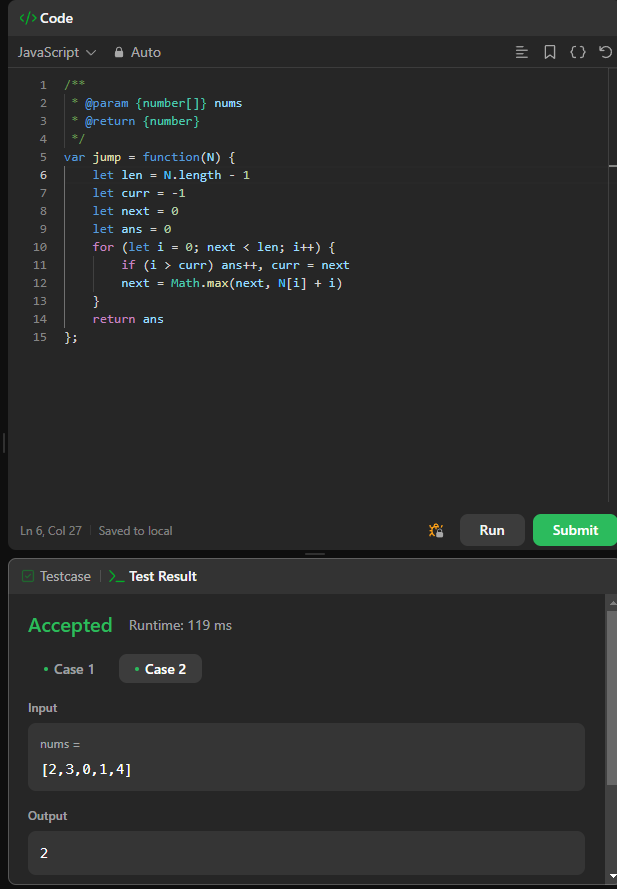 </> Code
JavaScript Auto
1 /**
2  * @param {number[]} nums
3  * @return {number}
4  */
5 var jump = function(N) {
6     let len = N.length - 1
7     let curr = -1
8     let next = 0
9     let ans = 0
10     for (let i = 0; next < len; i++) {
11         if (i > curr) ans++, curr = next
12         next = Math.max(next, N[i] + i)
13     }
14     return ans
15 };
Ln 6, Col 27 | Saved to local
Run Submit
Testcase | >_ Test Result
Accepted Runtime: 119 ms
• Case 1 • Case 2
Input
nums =
[2,3,0,1,4]
Output
2